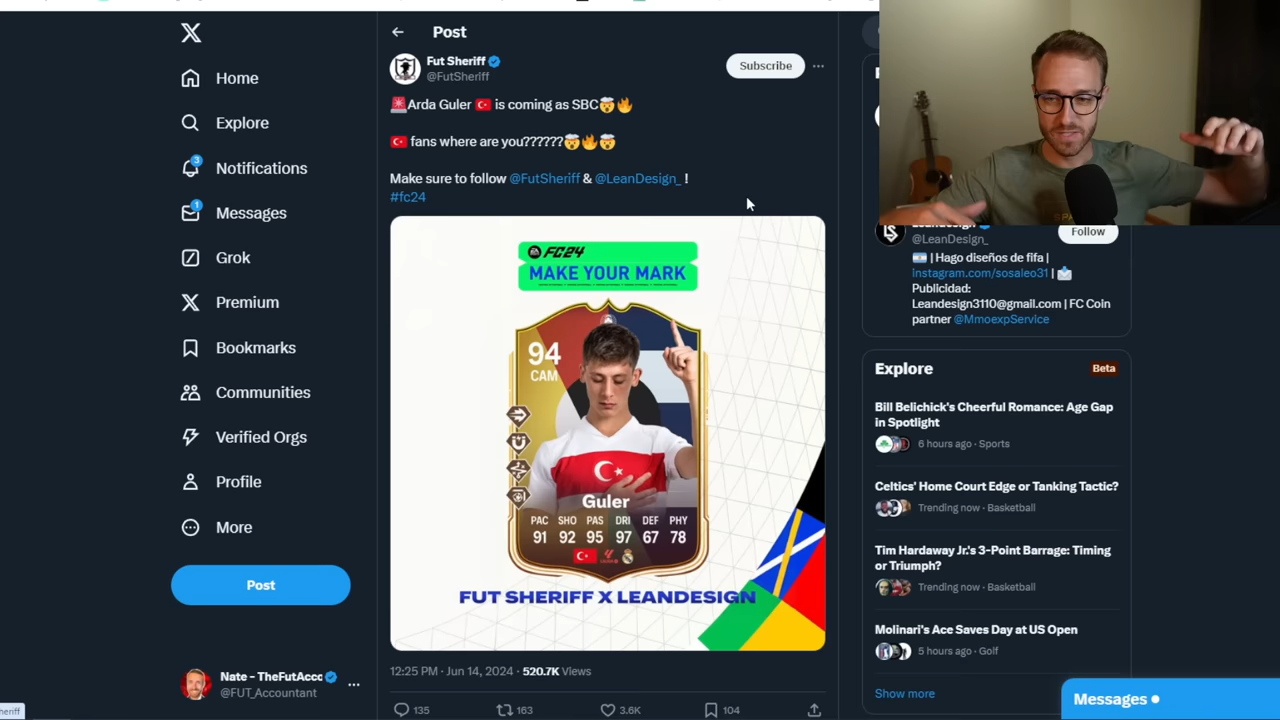 Home
Explore
3
Notifications
1
Messages
Grok
Premium
Bookmarks
Communities
Verified Orgs
Profile
More
Post
Nate - TheFutAcc
@FUT_Accountant
heriff
Post
Fut Sheriff
@FutSheriff
Subscribe
🚨Arda Guler 🇹🇷 is coming as SBC🤯🔥
🇹🇷 fans where are you??????🤯🔥🤯
Make sure to follow @FutSheriff & @LeanDesign_ !
#fc24
FC24
MAKE YOUR MARK
94
CAM
Guler
PAC SHO PAS DRI DEF PHY
91 92 95 97 67 78
FUT SHERIFF X LEANDESIGN
12:25 PM · Jun 14, 2024 · 520.7K Views
135 163 3.6K 104
@LeanDesign_
Follow
🇦🇷 | Hago diseños de fifa |
Instagram.com/sosaleo31 | 📩
Publicidad:
Leandesign3110@gmail.com | FC Coin
partner @MmoexpService
Explore
Beta
Bill Belichick's Cheerful Romance: Age Gap
in Spotlight
6 hours ago · Sports
Celtics' Home Court Edge or Tanking Tactic?
Trending now · Basketball
Tim Hardaway Jr.'s 3-Point Barrage: Timing
or Triumph?
Trending now · Basketball
Molinari's Ace Saves Day at US Open
5 hours ago · Golf
Show more
Messages